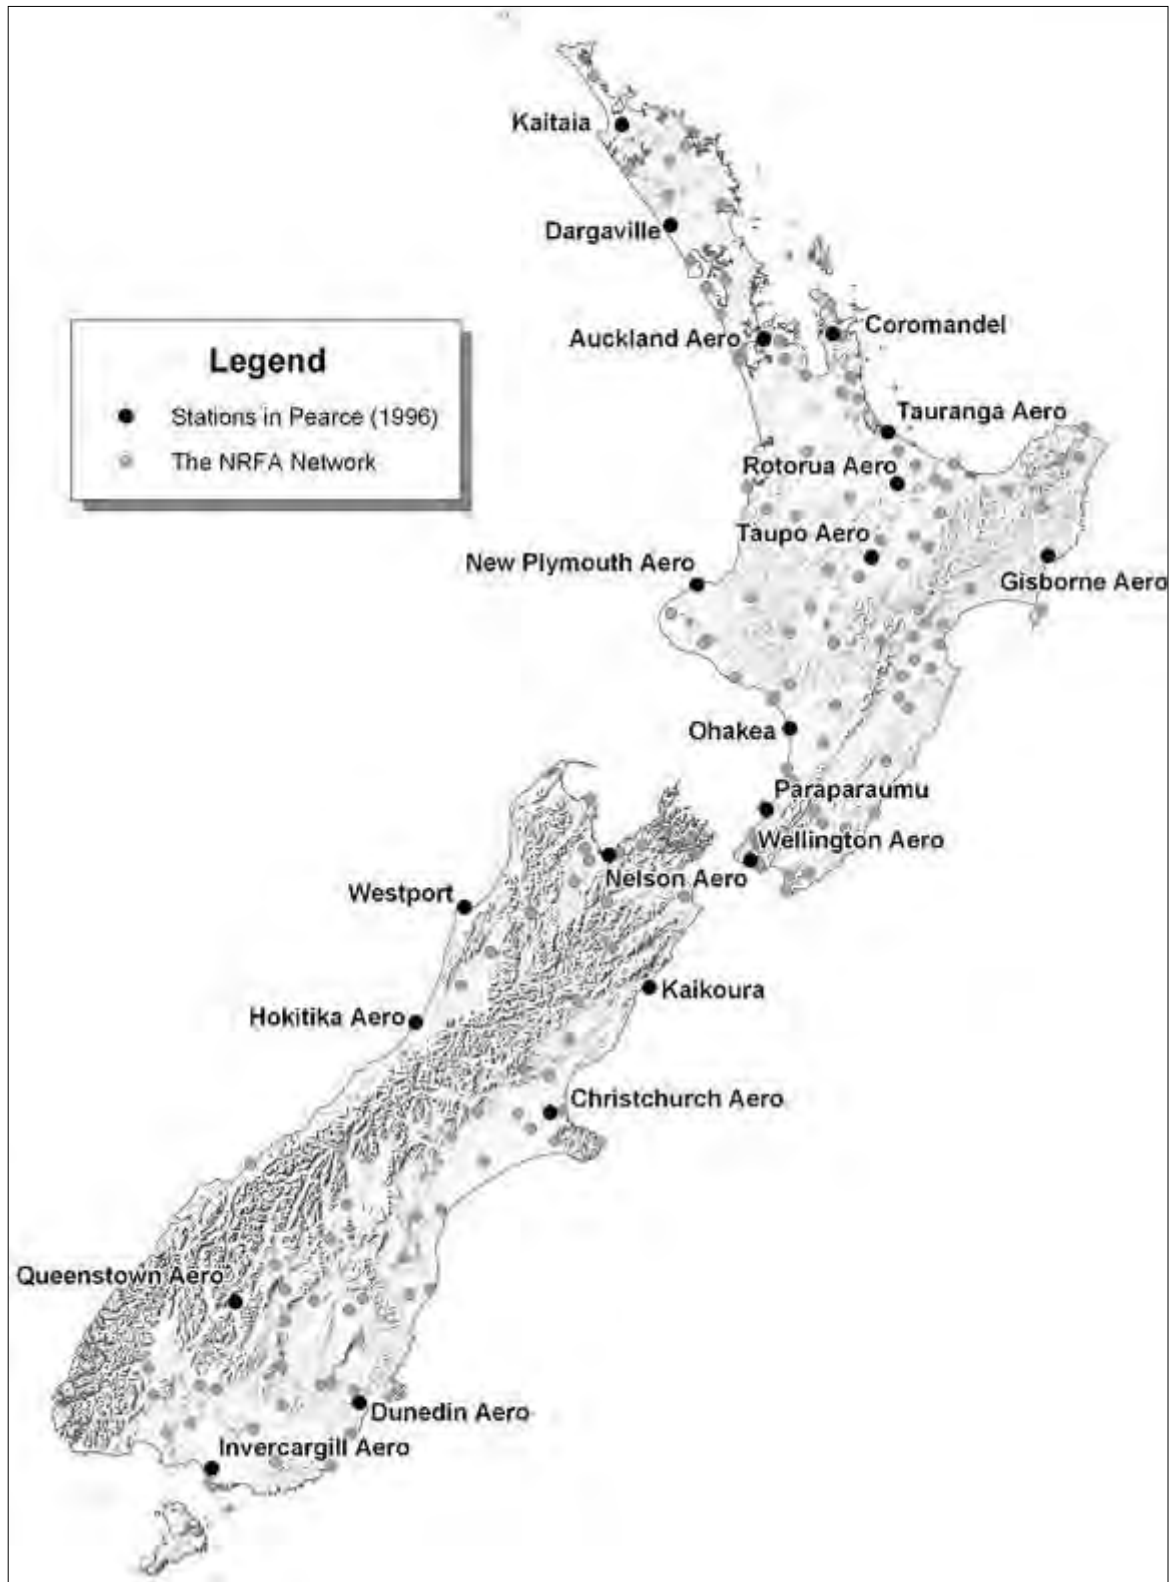 Kaitaia
Dargaville
Auckland Aero
Coromandel
Legend
Stations in Pearce (1996)
The NRFA Network
Tauranga Aero
Rotorua Aero
Taupo Aero
New Plymouth Aero
Gisborne Aero
Ohakea
Paraparaumu
Wellington Aero
Nelson Aero
Westport
Kaikoura
Hokitika Aero
Christchurch Aero
Queenstown Aero
Dunedin Aero
Invercargill Aero